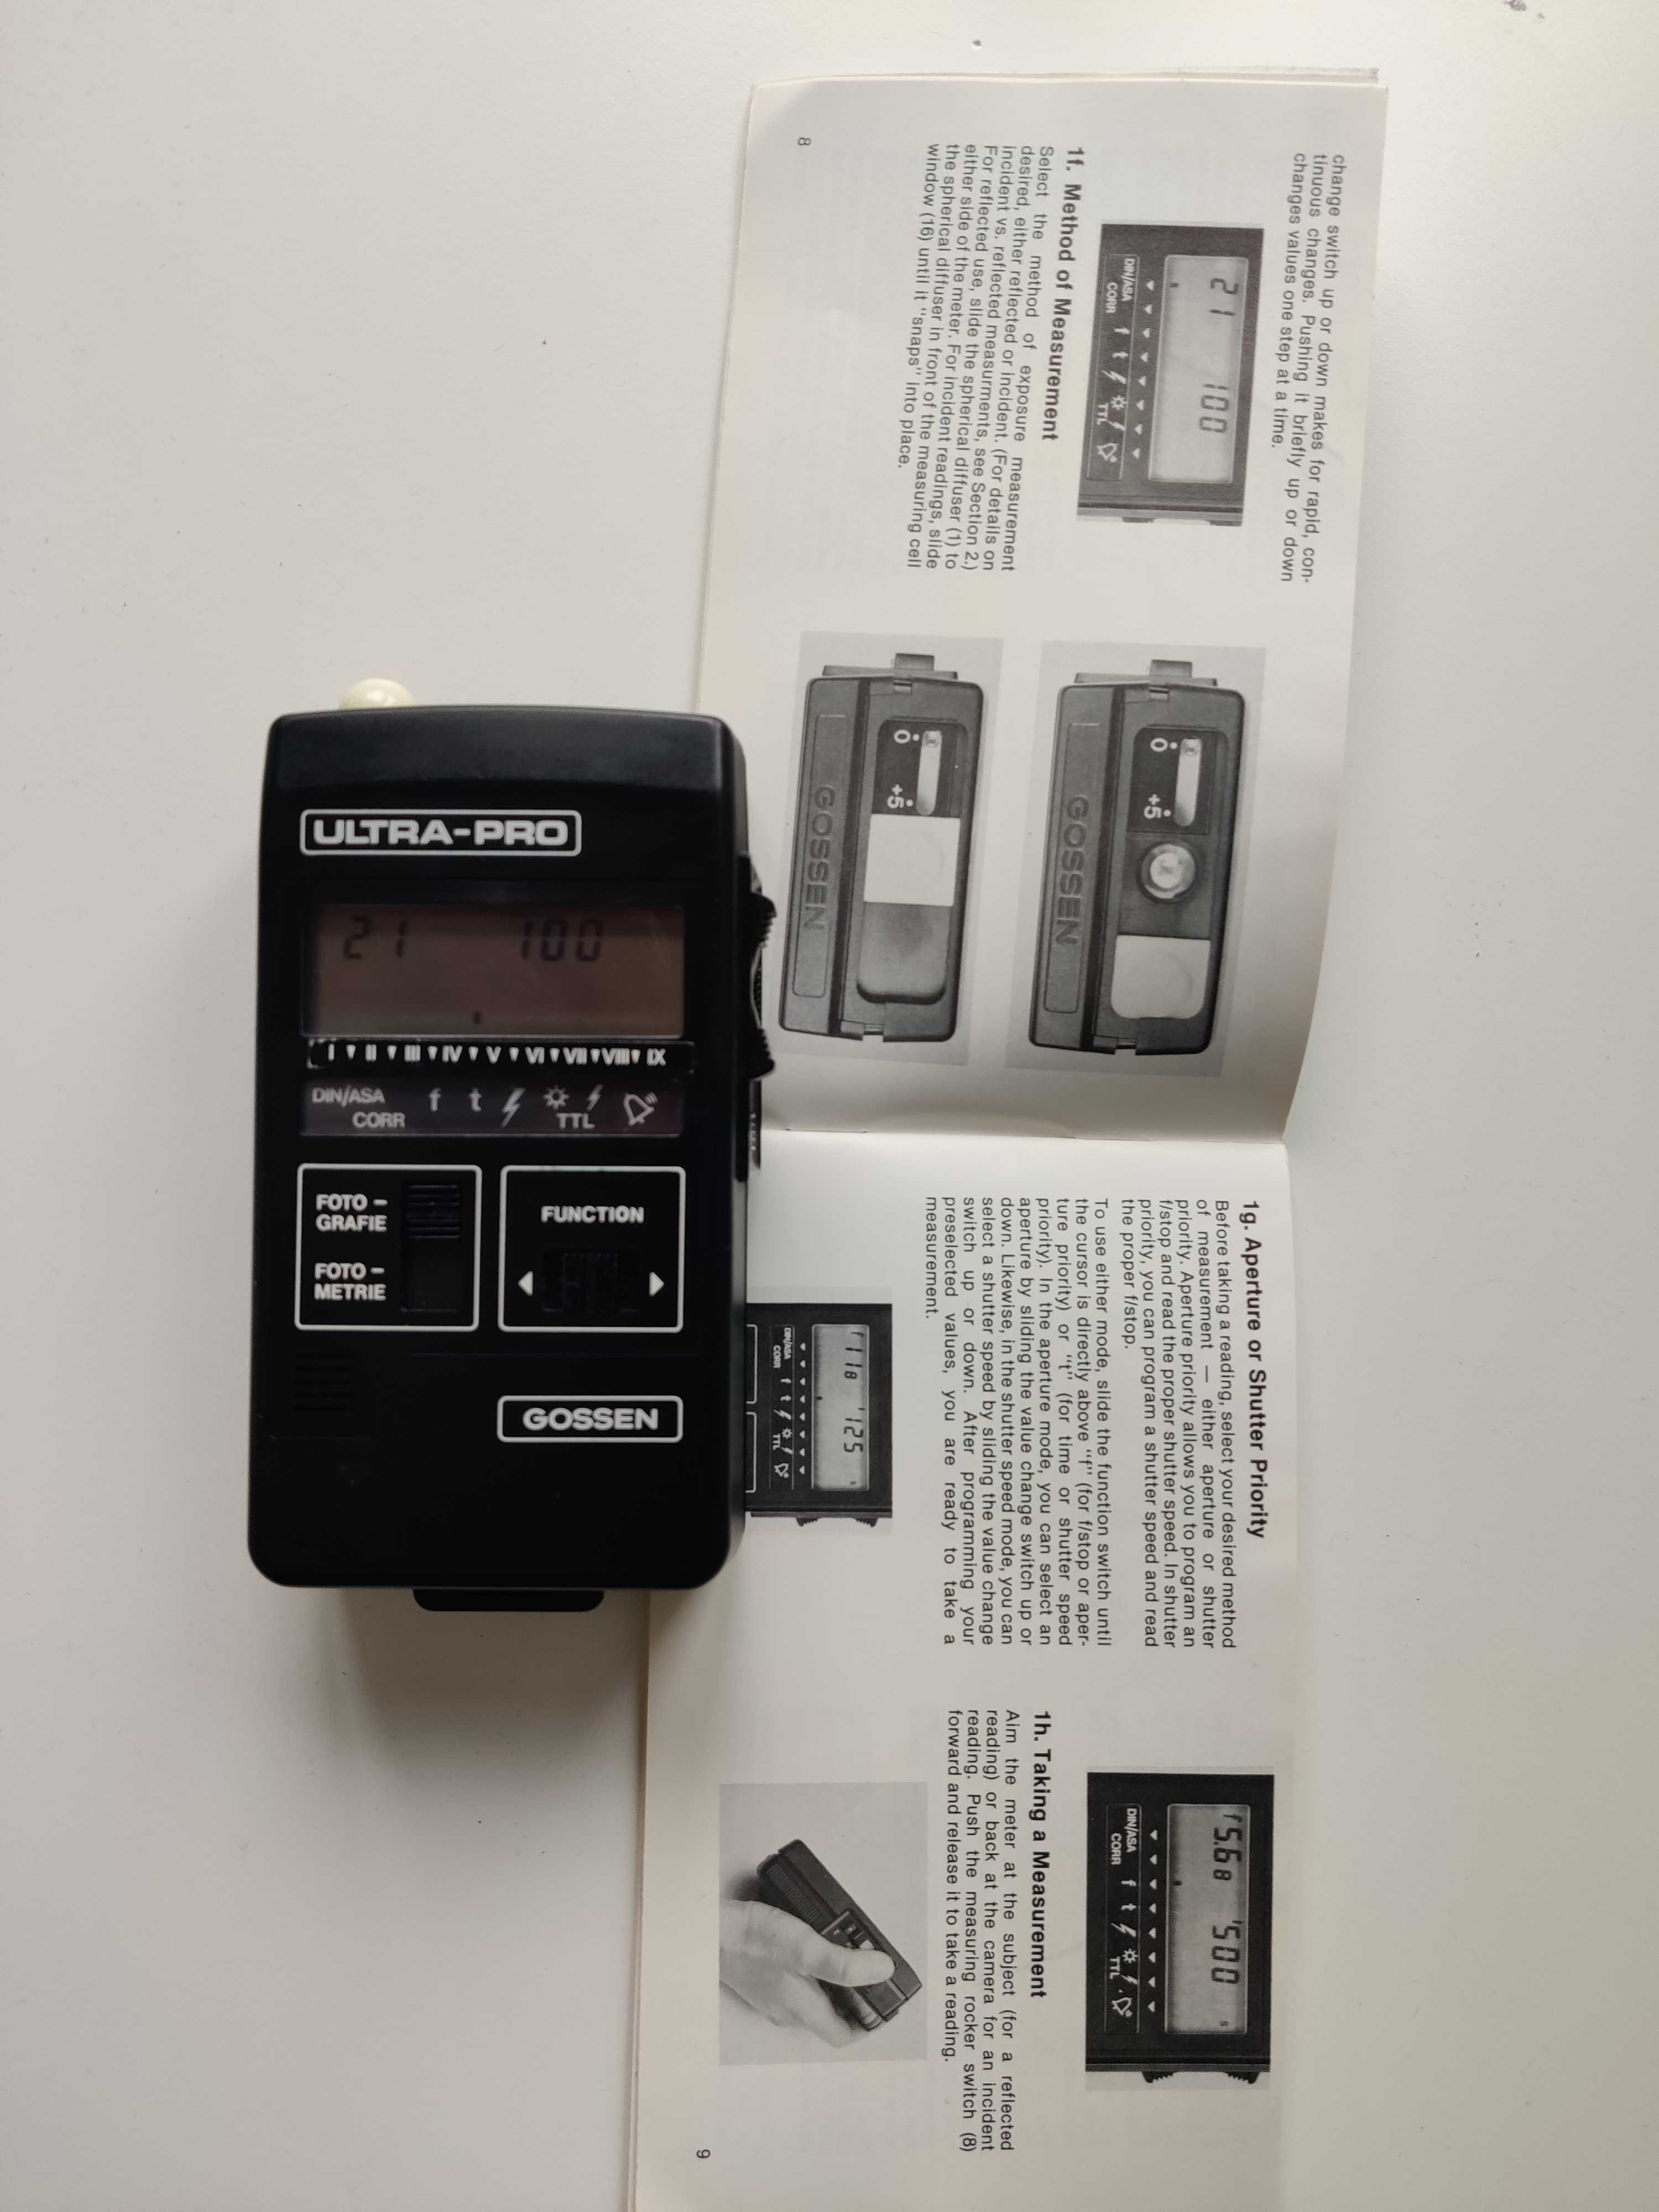 change switch up or down makes for rapid, con-
tinuous changes. Pushing it briefly up or down
changes values one step at a time.
21 100
DIN/ASA f t TTL
CORR
1f. Method of Measurement
Select the method of exposure measurement
desired, either reflected or incident. (For details on
incident vs. reflected measurements, see Section 2.)
For reflected use, slide the spherical diffuser (1) to
either side of the meter. For incident readings, slide
the spherical diffuser in front of the measuring cell
window (16) until it "snaps" into place.
8
0 +5
GOSSEN
0 +5
GOSSEN
1g. Aperture or Shutter Priority
Before taking a reading, select your desired method
of measurement — either aperture or shutter
priority. Aperture priority allows you to program an
f/stop and read the proper shutter speed. In shutter
priority, you can program a shutter speed and read
the proper f/stop.
To use either mode, slide the function switch until
the cursor is directly above "f" (for f/stop or aper-
ture priority) or "t" (for time or shutter speed
priority). In the aperture mode, you can select an
aperture by sliding the value change switch up or
down. Likewise, in the shutter speed mode, you can
select a shutter speed by sliding the value change
switch up or down. After programming your
preselected values, you are ready to take a
measurement.
f 11 8 '125 s
DIN/ASA f t TTL
CORR
f 5.6 8 '500 s
DIN/ASA f t TTL
CORR
1h. Taking a Measurement
Aim the meter at the subject (for a reflected
reading) or back at the camera for an incident
reading. Push the measuring rocker switch (8)
forward and release it to take a reading.
9
ULTRA-PRO
21 100
I II III IV V VI VII VIII IX
DIN/ASA f t
CORR TTL
FOTO-
GRAFIE
FOTO-
METRIE
FUNCTION
GOSSEN